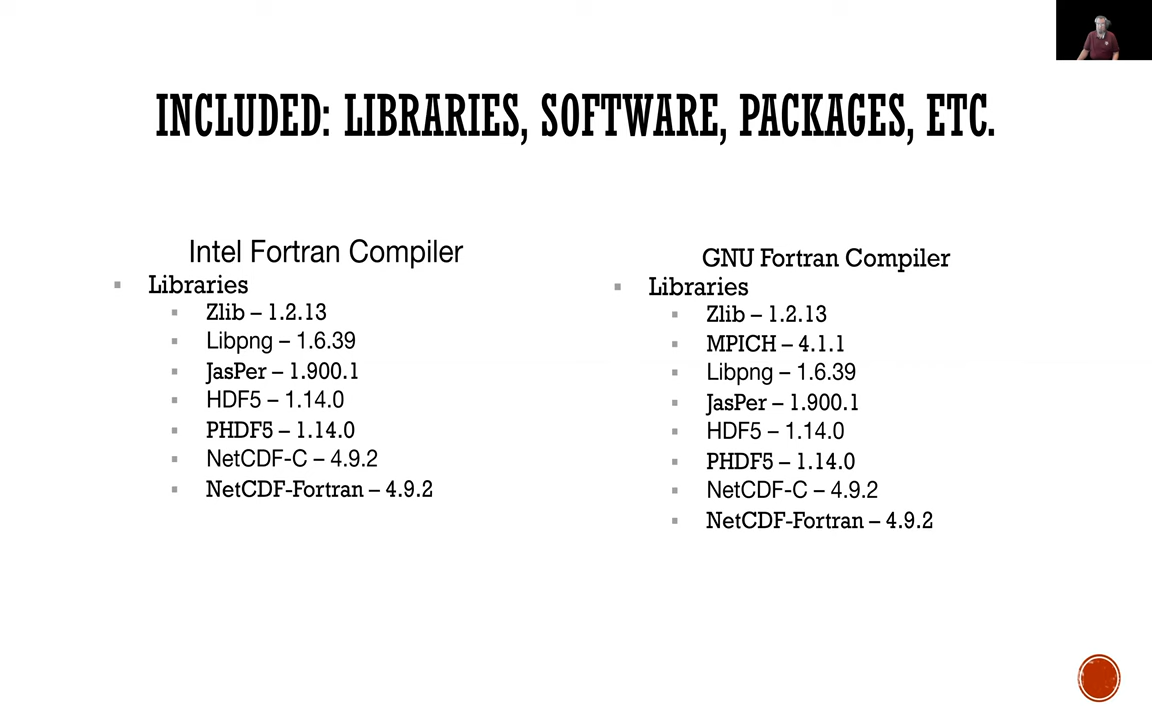 INCLUDED: LIBRARIES, SOFTWARE, PACKAGES, ETC.
Intel Fortran Compiler
Libraries
Zlib – 1.2.13
Libpng – 1.6.39
JasPer – 1.900.1
HDF5 – 1.14.0
PHDF5 – 1.14.0
NetCDF-C – 4.9.2
NetCDF-Fortran – 4.9.2
GNU Fortran Compiler
Libraries
Zlib – 1.2.13
MPICH – 4.1.1
Libpng – 1.6.39
JasPer – 1.900.1
HDF5 – 1.14.0
PHDF5 – 1.14.0
NetCDF-C – 4.9.2
NetCDF-Fortran – 4.9.2